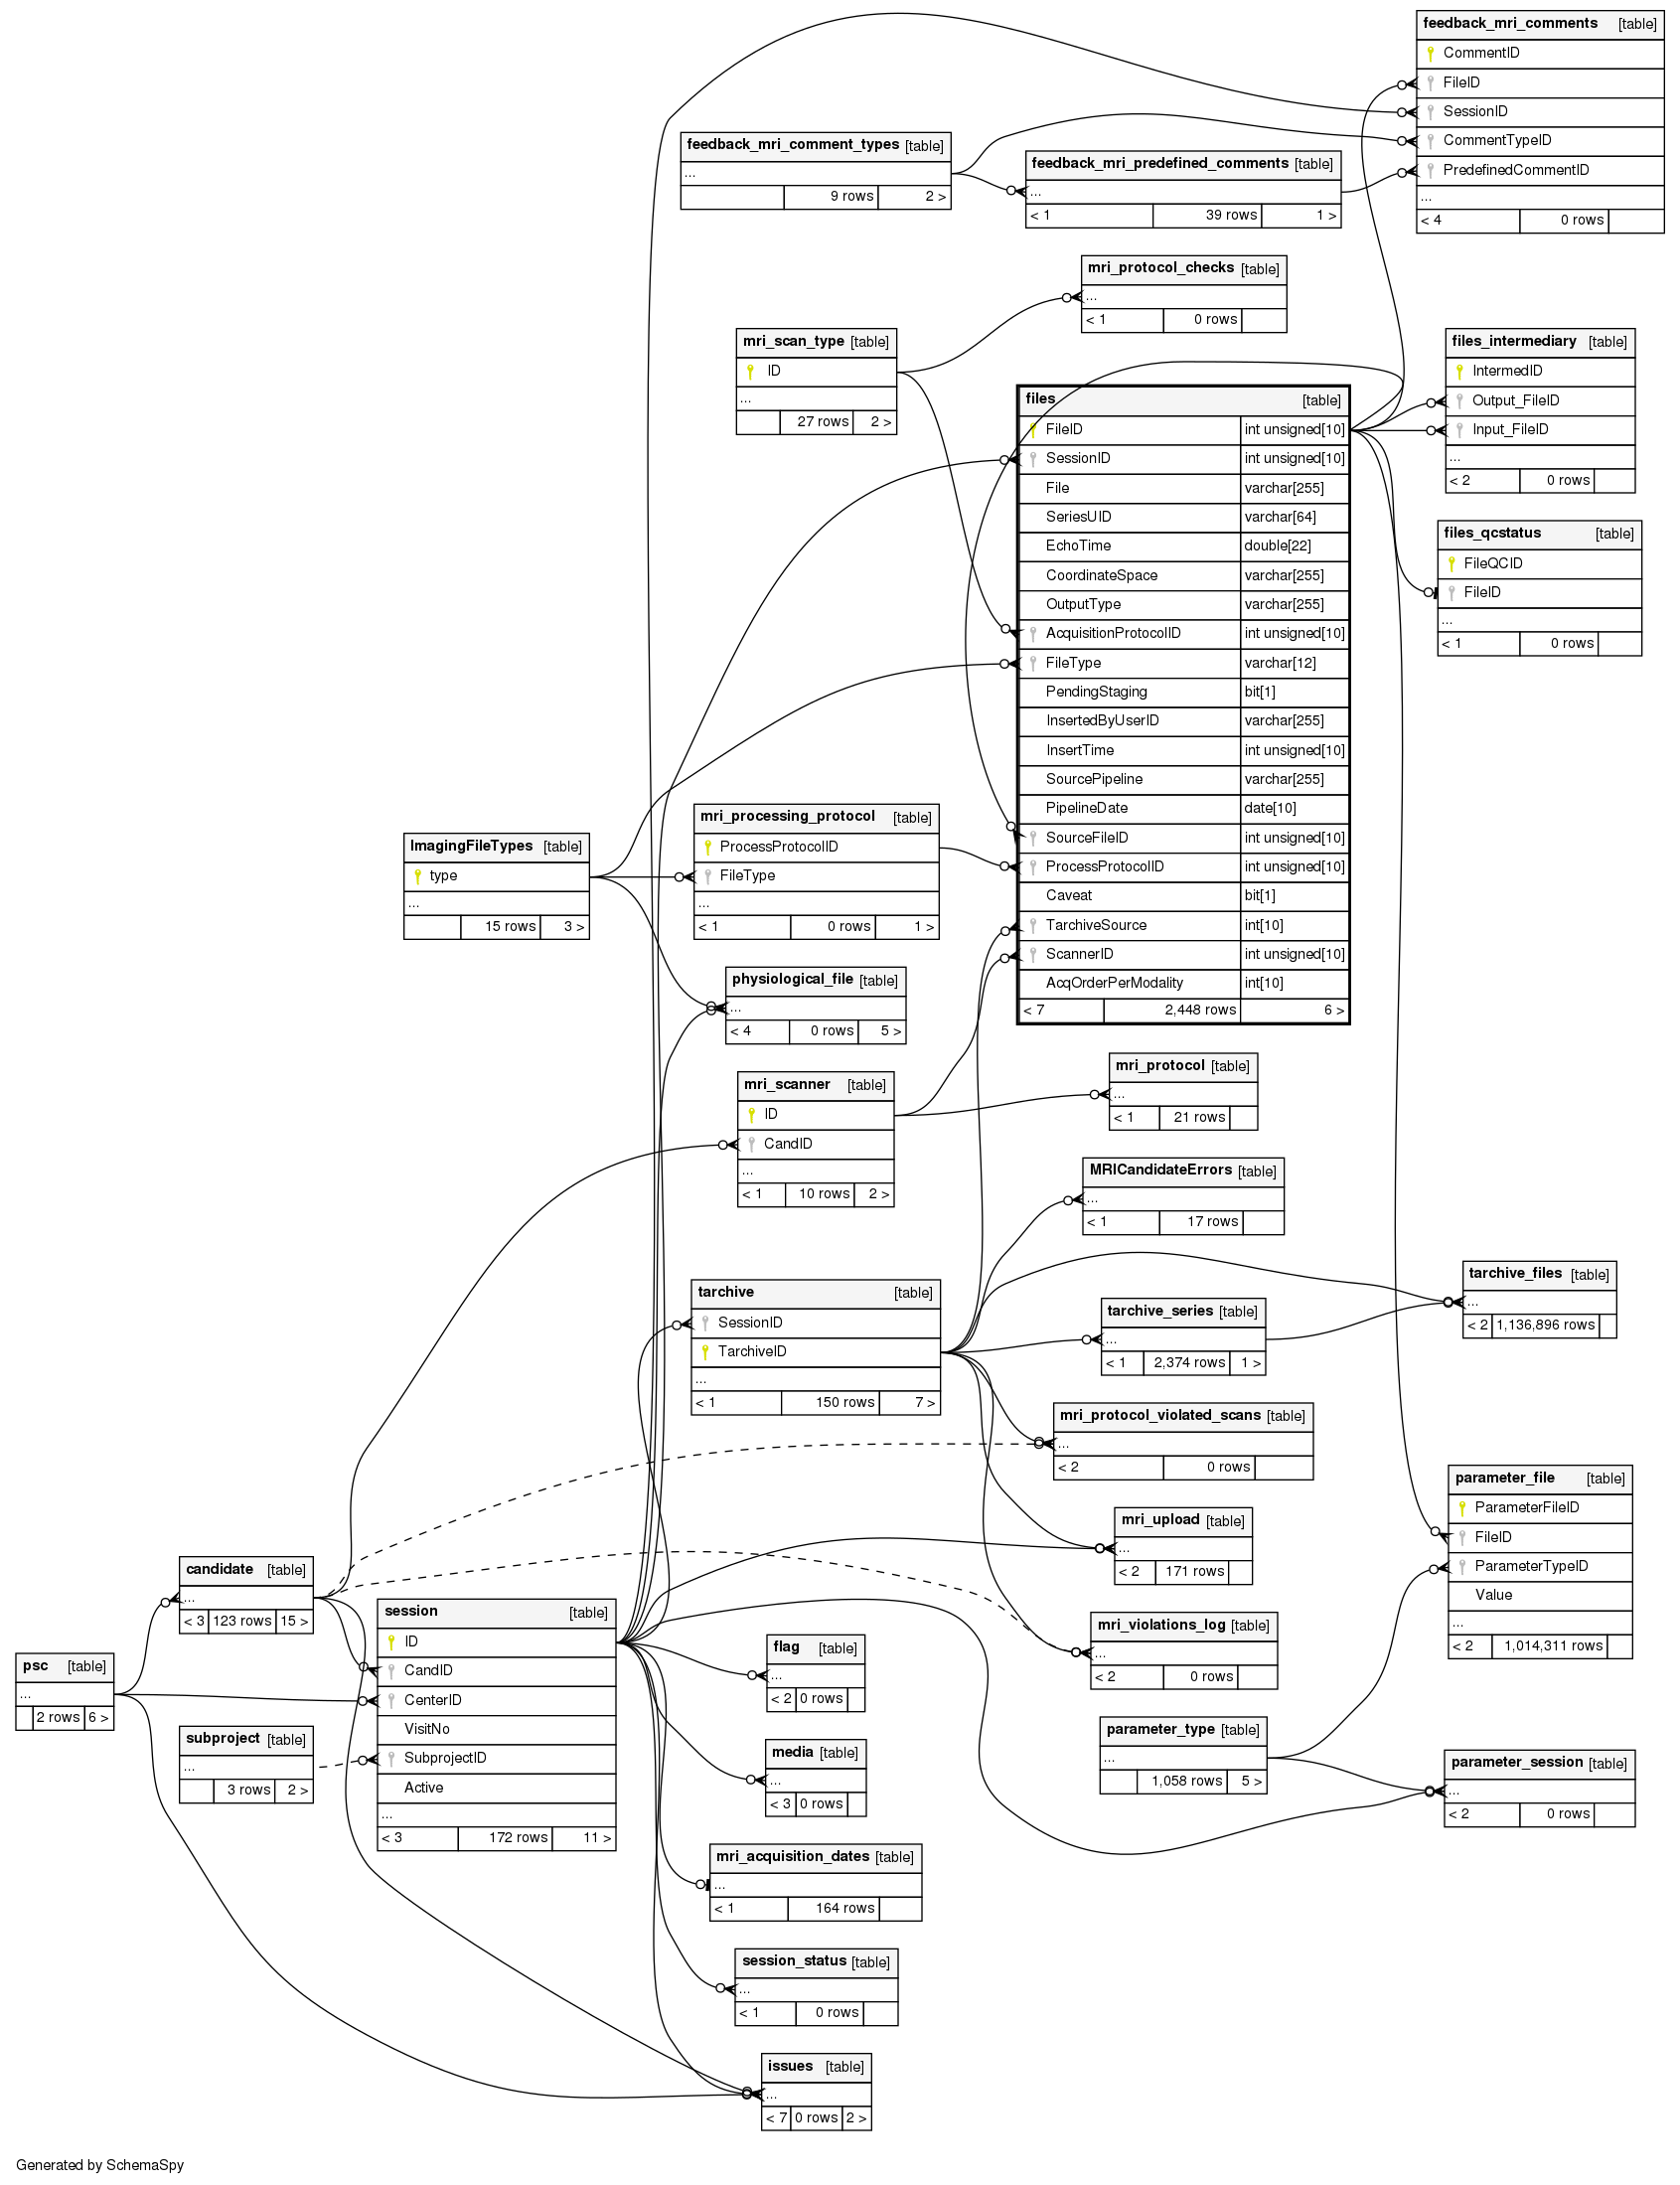 feedback_mri_comments [table]
CommentID
FileID
SessionID
CommentTypeID
PredefinedCommentID
...
< 4 0 rows
feedback_mri_comment_types [table]
...
9 rows 2 >
feedback_mri_predefined_comments [table]
...
< 1 39 rows 1 >
mri_protocol_checks [table]
...
< 1 0 rows
mri_scan_type [table]
ID
...
27 rows 2 >
files_intermediary [table]
IntermedID
Output_FileID
Input_FileID
...
< 2 0 rows
files [table]
FileID int unsigned[10]
SessionID int unsigned[10]
File varchar[255]
SeriesUID varchar[64]
EchoTime double[22]
CoordinateSpace varchar[255]
OutputType varchar[255]
AcquisitionProtocolID int unsigned[10]
FileType varchar[12]
PendingStaging bit[1]
InsertedByUserID varchar[255]
InsertTime int unsigned[10]
SourcePipeline varchar[255]
PipelineDate date[10]
SourceFileID int unsigned[10]
ProcessProtocolID int unsigned[10]
Caveat bit[1]
TarchiveSource int[10]
ScannerID int unsigned[10]
AcqOrderPerModality int[10]
< 7 2,448 rows 6 >
files_qcstatus [table]
FileQCID
FileID
...
< 1 0 rows
ImagingFileTypes [table]
type
...
15 rows 3 >
mri_processing_protocol [table]
ProcessProtocolID
FileType
...
< 1 0 rows 1 >
physiological_file [table]
...
< 4 0 rows 5 >
mri_scanner [table]
ID
CandID
...
< 1 10 rows 2 >
mri_protocol [table]
...
< 1 21 rows
MRICandidateErrors [table]
...
< 1 17 rows
tarchive [table]
SessionID
TarchiveID
...
< 1 150 rows 7 >
tarchive_files [table]
...
< 2 1,136,896 rows
tarchive_series [table]
...
< 1 2,374 rows 1 >
mri_protocol_violated_scans [table]
...
< 2 0 rows
parameter_file [table]
ParameterFileID
FileID
ParameterTypeID
Value
...
< 2 1,014,311 rows
mri_upload [table]
...
< 2 171 rows
candidate [table]
...
< 3 123 rows 15 >
session [table]
ID
CandID
CenterID
VisitNo
SubprojectID
Active
...
< 3 172 rows 11 >
mri_violations_log [table]
...
< 2 0 rows
flag [table]
...
< 2 0 rows
psc [table]
...
2 rows 6 >
subproject [table]
...
3 rows 2 >
parameter_type [table]
...
1,058 rows 5 >
media [table]
...
< 3 0 rows
parameter_session [table]
...
< 2 0 rows
mri_acquisition_dates [table]
...
< 1 164 rows
session_status [table]
...
< 1 0 rows
issues [table]
...
< 7 0 rows 2 >
Generated by SchemaSpy